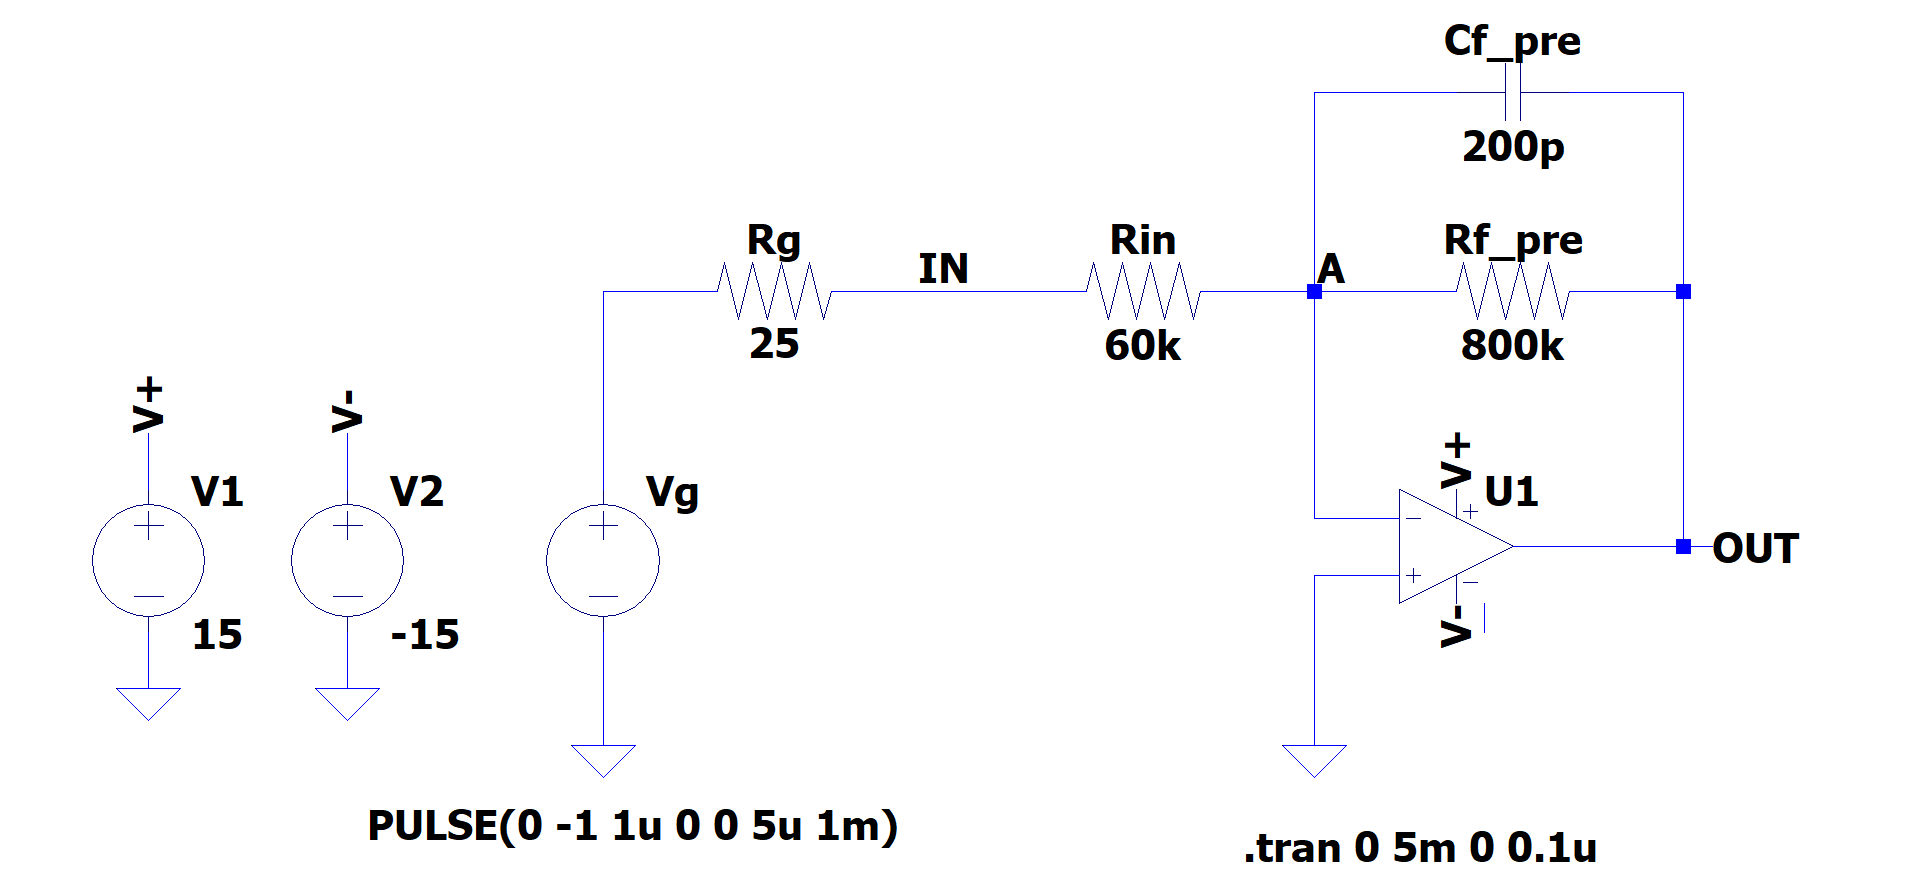 Cf_pre
200p
Rg
25
IN
Rin
60k
A
Rf_pre
800k
V+
V1
15
V-
V2
-15
Vg
V+
U1
V-
OUT
PULSE(0 -1 1u 0 0 5u 1m)
.tran 0 5m 0 0.1u